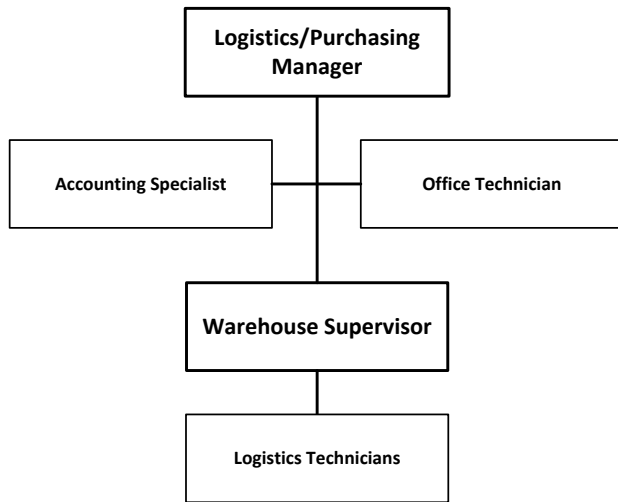 Logistics/Purchasing
Manager
Accounting Specialist
Office Technician
Warehouse Supervisor
Logistics Technicians